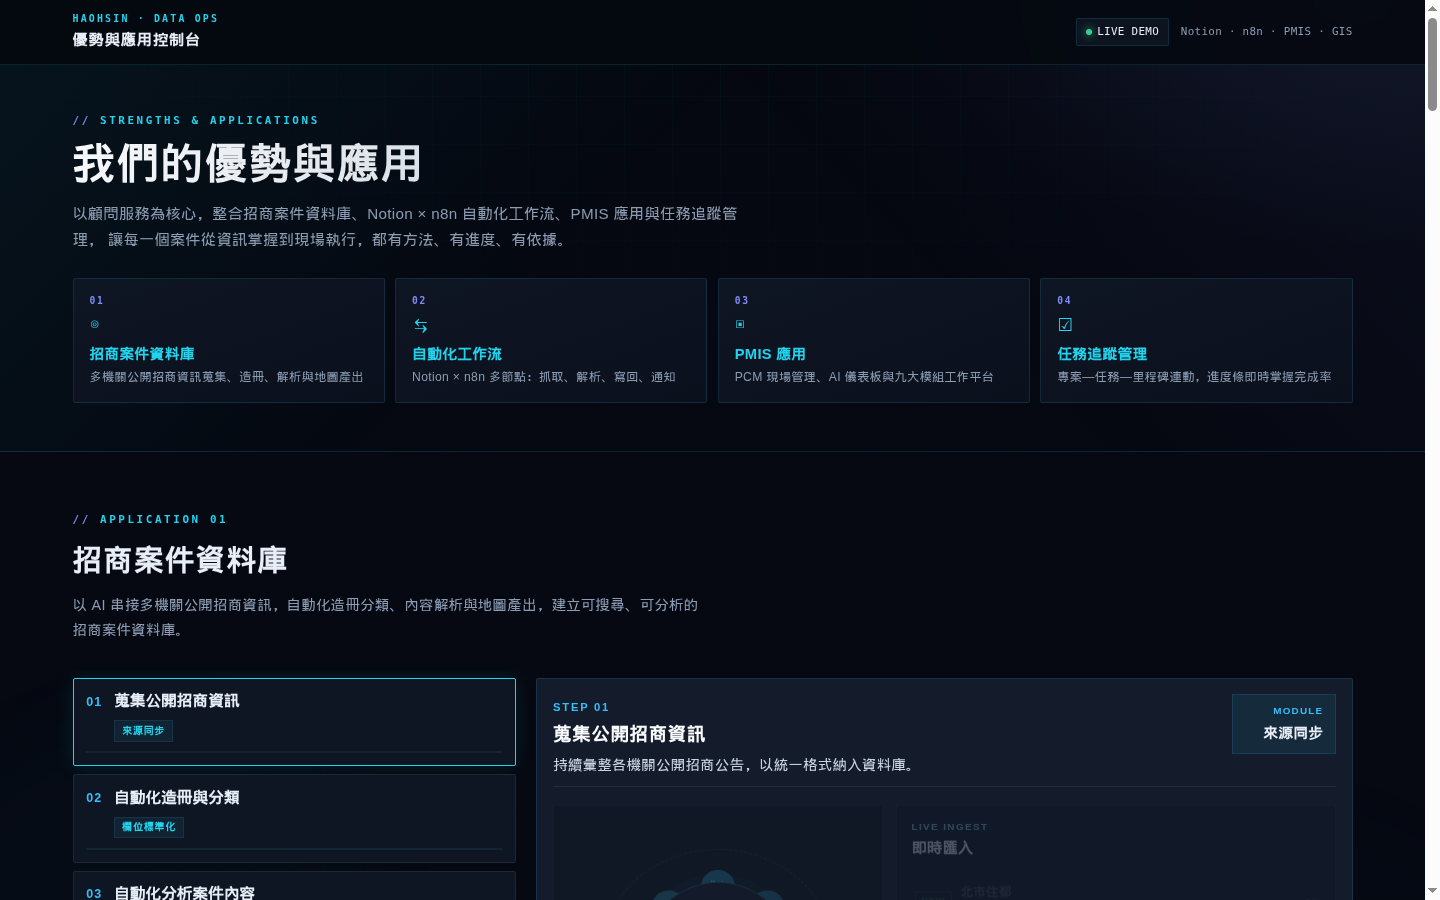 HAOHSIN · DATA OPS
優勢與應用控制台
LIVE DEMO
Notion · n8n · PMIS · GIS
// STRENGTHS & APPLICATIONS
我們的優勢與應用
以顧問服務為核心，整合招商案件資料庫、Notion × n8n 自動化工作流、PMIS 應用與任務追蹤管
理， 讓每一個案件從資訊掌握到現場執行，都有方法、有進度、有依據。
01
◎
招商案件資料庫
多機關公開招商資訊蒐集、造冊、解析與地圖產出
02
⇆
自動化工作流
Notion × n8n 多節點：抓取、解析、寫回、通知
03
▣
PMIS 應用
PCM 現場管理、AI 儀表板與九大模組工作平台
04
☑
任務追蹤管理
專案—任務—里程碑連動，進度條即時掌握完成率
// APPLICATION 01
招商案件資料庫
以 AI 串接多機關公開招商資訊，自動化造冊分類、內容解析與地圖產出，建立可搜尋、可分析的
招商案件資料庫。
01 蒐集公開招商資訊
來源同步
02 自動化造冊與分類
欄位標準化
03 自動化分析案件內容
STEP 01
蒐集公開招商資訊
持續彙整各機關公開招商公告，以統一格式納入資料庫。
MODULE
來源同步
LIVE INGEST
即時匯入